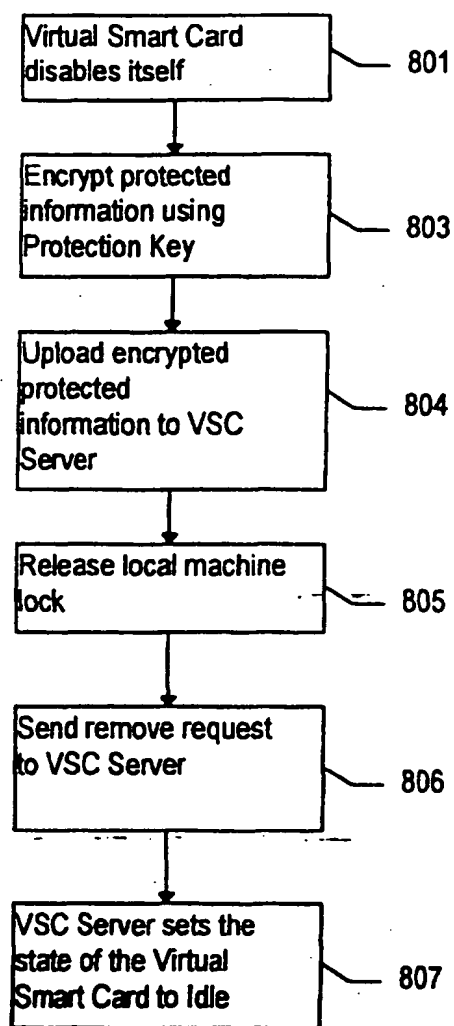 Virtual Smart Card
disables itself
801
Encrypt protected
information using
Protection Key
803
Upload encrypted
protected
information to VSC
Server
804
Release local machine
lock
805
Send remove request
to VSC Server
806
VSC Server sets the
state of the Virtual
Smart Card to Idle
807